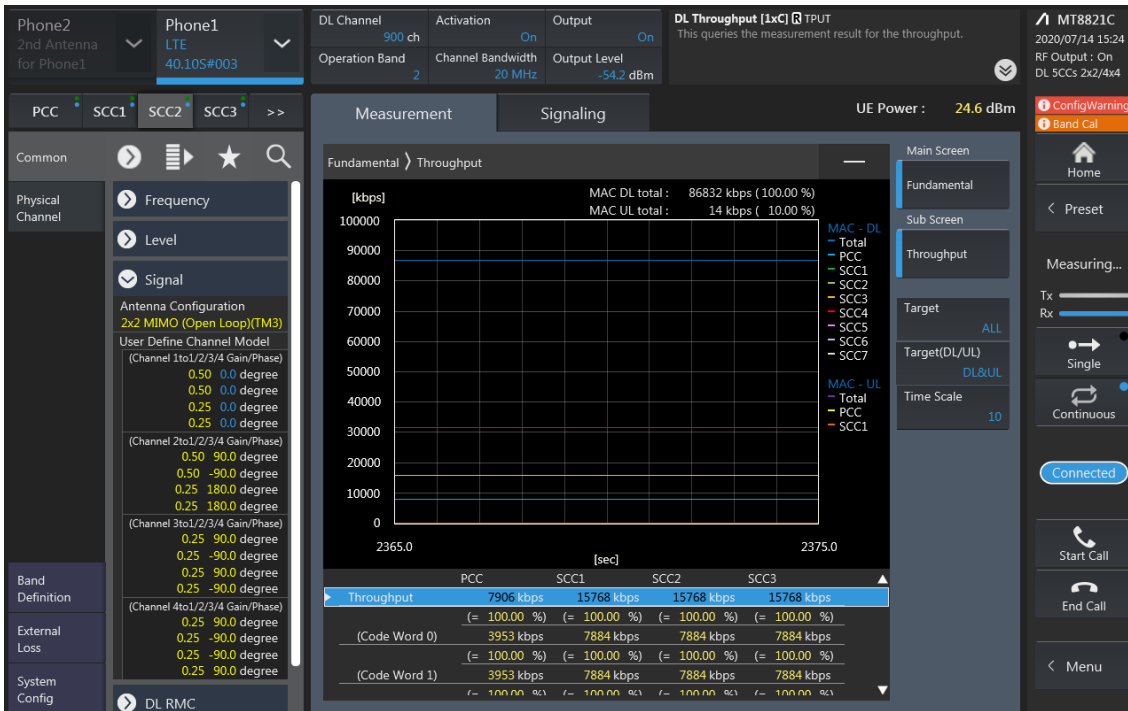 Phone2
2nd Antenna
for Phone1
Phone1
LTE
40.10S#003
DL Channel
900 ch
Activation
On
Output
On
Operation Band
2
Channel Bandwidth
20 MHz
Output Level
-54.2 dBm
DL Throughput [1xC] R TPUT
This queries the measurement result for the throughput.
MT8821C
2020/07/14 15:24
RF Output : On
DL 5CCs 2x2/4x4
ConfigWarning
Band Cal
PCC SCC1 SCC2 SCC3 >>
Common
Physical
Channel
Band
Definition
External
Loss
System
Config
Frequency
Level
Signal
Antenna Configuration
2x2 MIMO (Open Loop)(TM3)
User Define Channel Model
(Channel 1to1/2/3/4 Gain/Phase)
0.50 0.0 degree
0.50 0.0 degree
0.25 0.0 degree
0.25 0.0 degree
(Channel 2to1/2/3/4 Gain/Phase)
0.50 90.0 degree
0.50 -90.0 degree
0.25 180.0 degree
0.25 180.0 degree
(Channel 3to1/2/3/4 Gain/Phase)
0.25 90.0 degree
0.25 -90.0 degree
0.25 90.0 degree
0.25 -90.0 degree
(Channel 4to1/2/3/4 Gain/Phase)
0.25 90.0 degree
0.25 -90.0 degree
0.25 -90.0 degree
0.25 90.0 degree
DL RMC
Measurement
Signaling
UE Power : 24.6 dBm
Fundamental ⟩ Throughput
[kbps]
MAC DL total : 86832 kbps (100.00 %)
MAC UL total : 14 kbps ( 10.00 %)
100000
90000
80000
70000
60000
50000
40000
30000
20000
10000
0
2365.0
2375.0
[sec]
MAC - DL
Total
PCC
SCC1
SCC2
SCC3
SCC4
SCC5
SCC6
SCC7
MAC - UL
Total
PCC
SCC1
PCC SCC1 SCC2 SCC3
Throughput 7906 kbps 15768 kbps 15768 kbps 15768 kbps
(= 100.00 %) (= 100.00 %) (= 100.00 %) (= 100.00 %)
(Code Word 0) 3953 kbps 7884 kbps 7884 kbps 7884 kbps
(= 100.00 %) (= 100.00 %) (= 100.00 %) (= 100.00 %)
(Code Word 1) 3953 kbps 7884 kbps 7884 kbps 7884 kbps
(= 100.00 %) (= 100.00 %) (= 100.00 %) (= 100.00 %)
Main Screen
Fundamental
Sub Screen
Throughput
Target
ALL
Target(DL/UL)
DL&UL
Time Scale
10
Home
< Preset
Measuring...
Tx
Rx
Single
Continuous
Connected
Start Call
End Call
< Menu